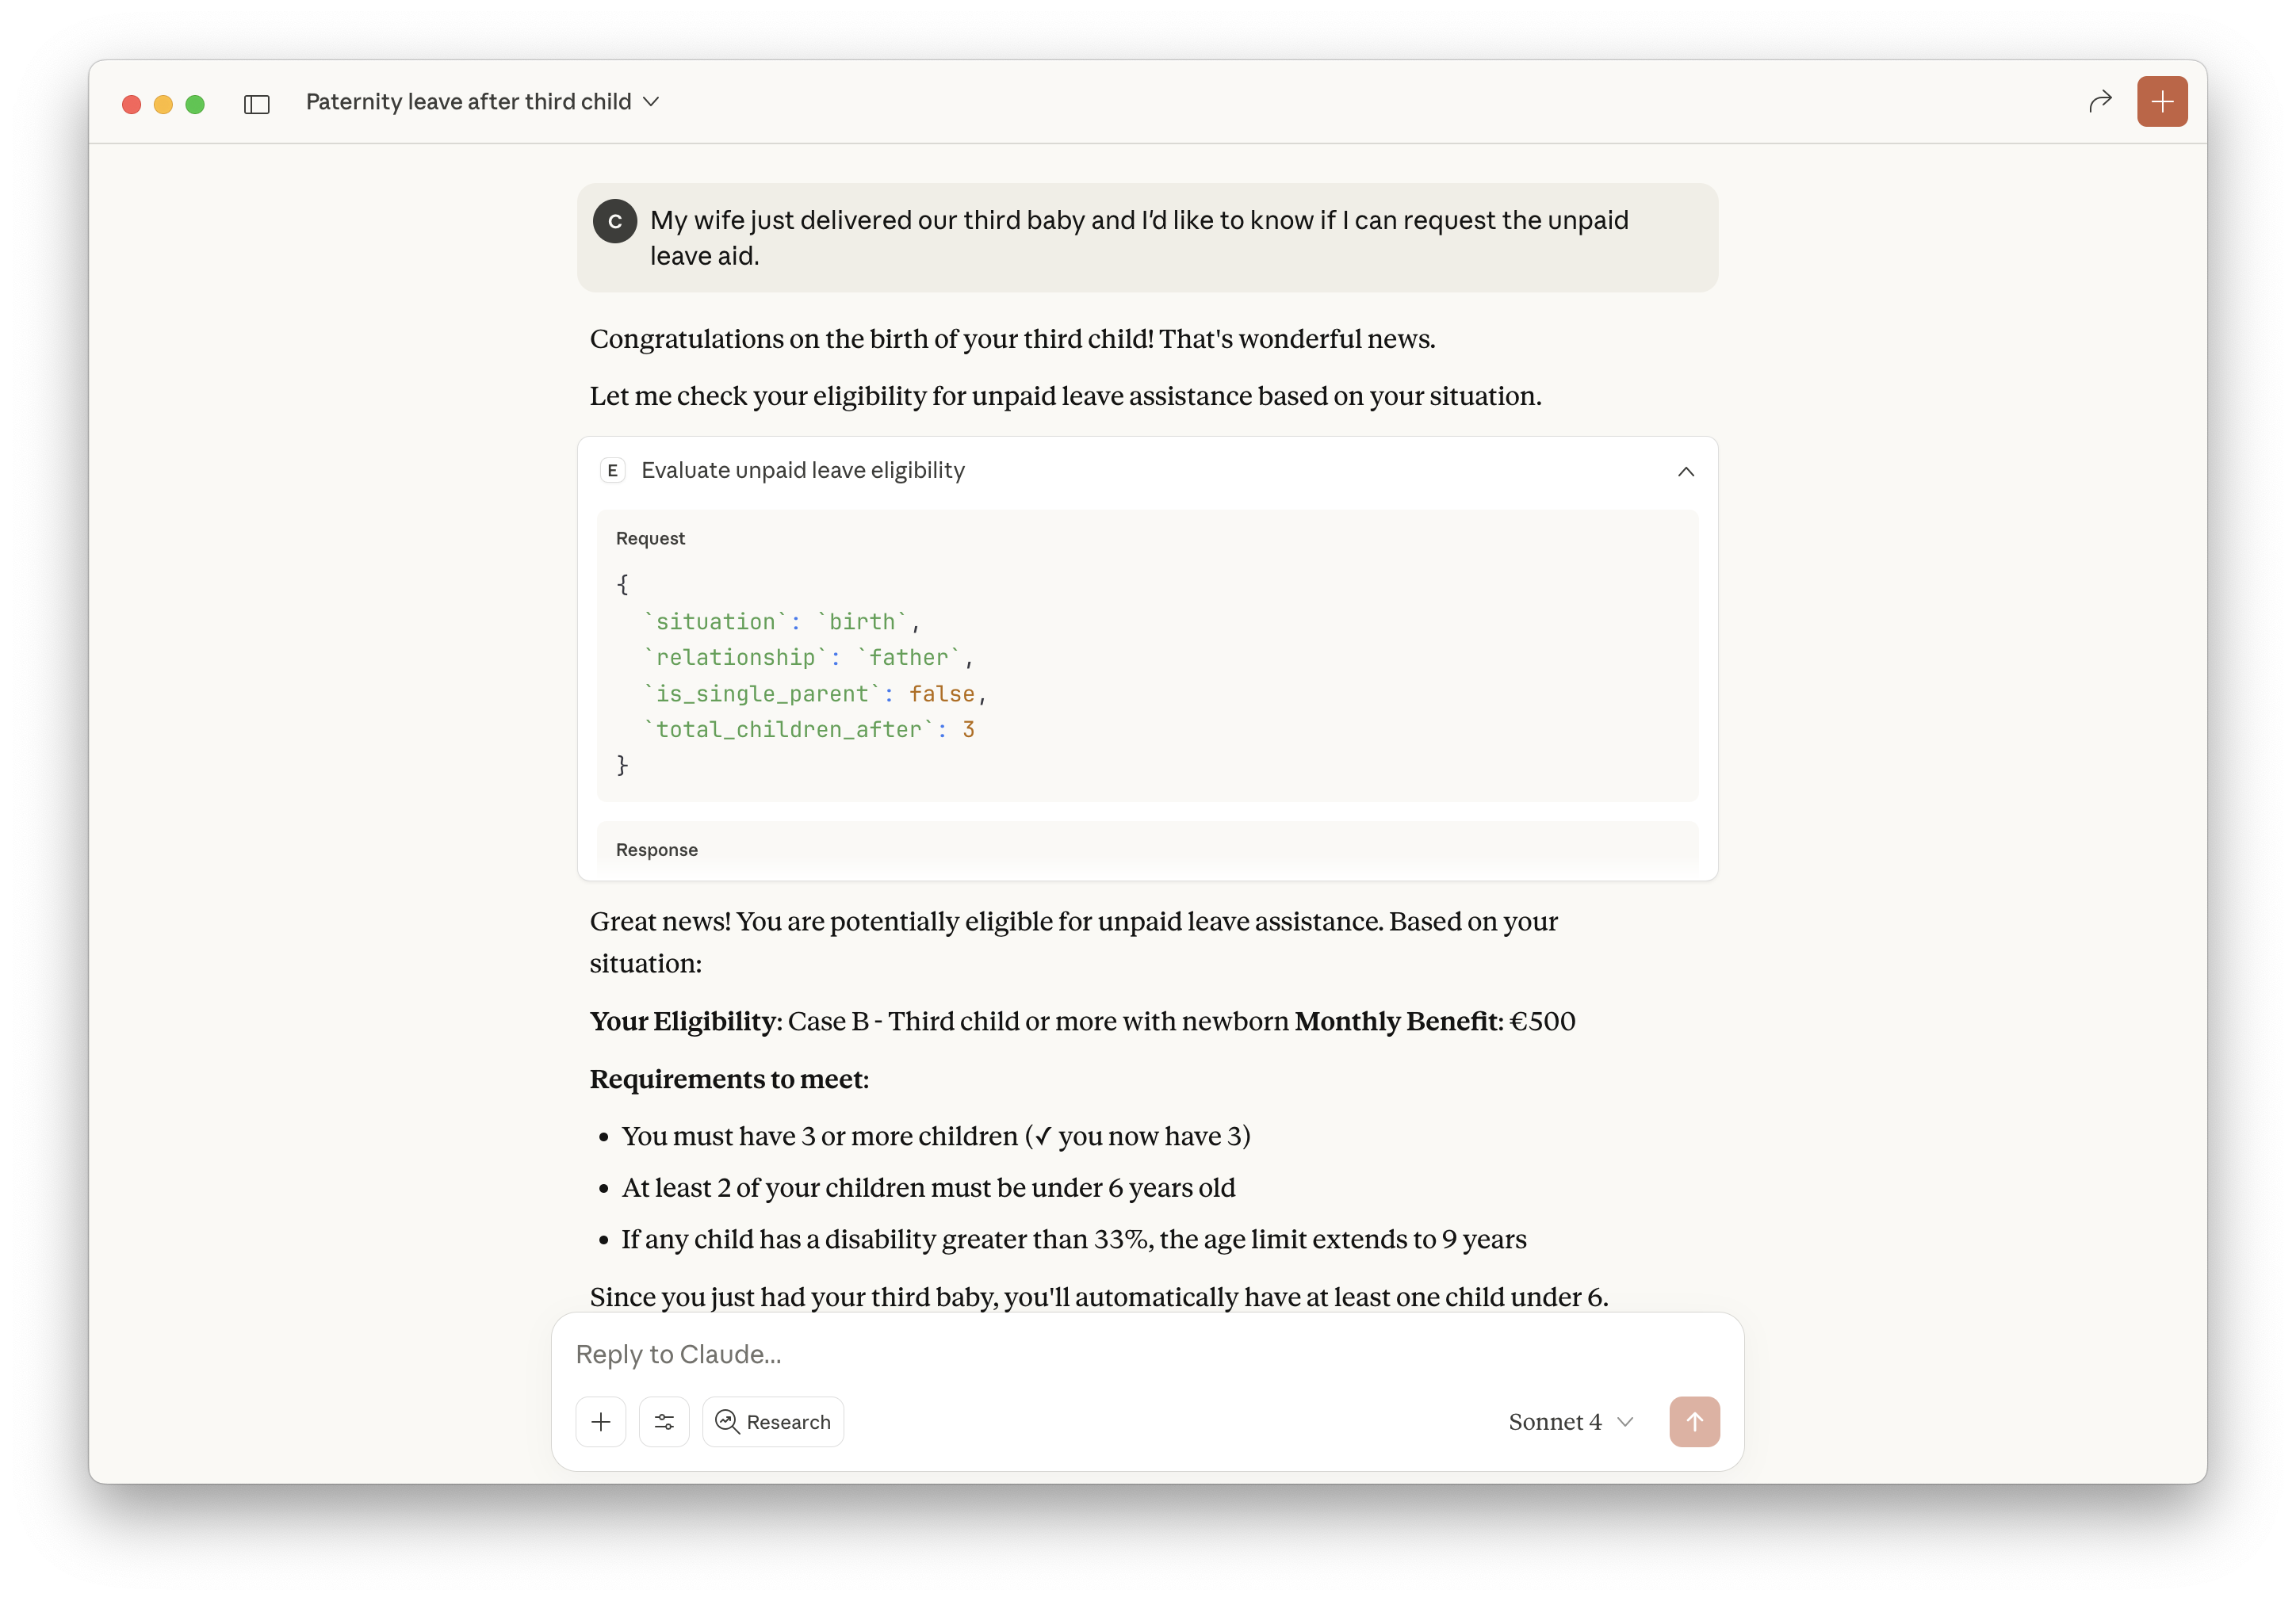 Paternity leave after third child
C
My wife just delivered our third baby and I'd like to know if I can request the unpaid
leave aid.
Congratulations on the birth of your third child! That's wonderful news.
Let me check your eligibility for unpaid leave assistance based on your situation.
E Evaluate unpaid leave eligibility
Request
{
`situation`: `birth`,
`relationship`: `father`,
`is_single_parent`: false,
`total_children_after`: 3
}
Response
Great news! You are potentially eligible for unpaid leave assistance. Based on your
situation:
Your Eligibility: Case B - Third child or more with newborn Monthly Benefit: €500
Requirements to meet:
• You must have 3 or more children (✓ you now have 3)
• At least 2 of your children must be under 6 years old
• If any child has a disability greater than 33%, the age limit extends to 9 years
Since you just had your third baby, you'll automatically have at least one child under 6.
Reply to Claude...
Research
Sonnet 4